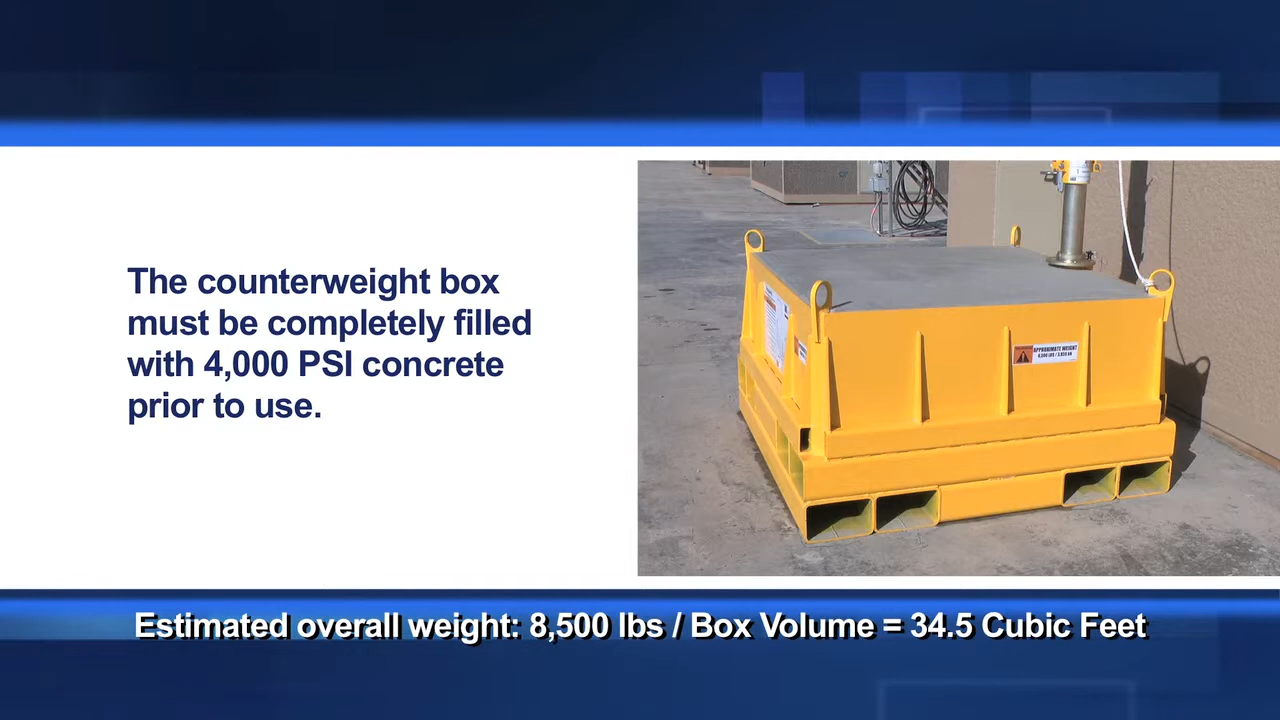 The counterweight box
must be completely filled
with 4,000 PSI concrete
prior to use.
APPROXIMATE WEIGHT
Estimated overall weight: 8,500 lbs / Box Volume = 34.5 Cubic Feet